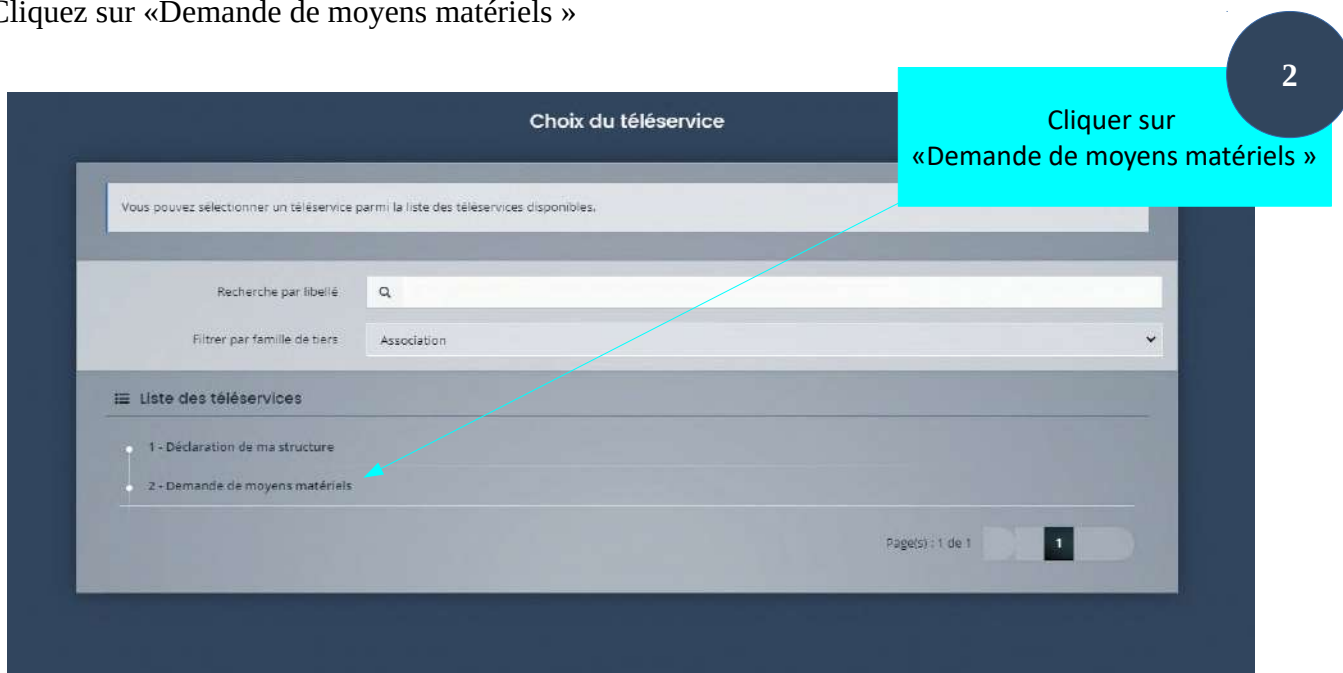 Cliquez sur «Demande de moyens matériels »
2
Cliquer sur
«Demande de moyens matériels »
Choix du téléservice
Vous pouvez sélectionner un téléservice parmi la liste des téléservices disponibles.
Recherche par libellé
Filtrer par famille de tiers
Association
Liste des téléservices
1 - Déclaration de ma structure
2 - Demande de moyens matériels
Page(s) : 1 de 1
1